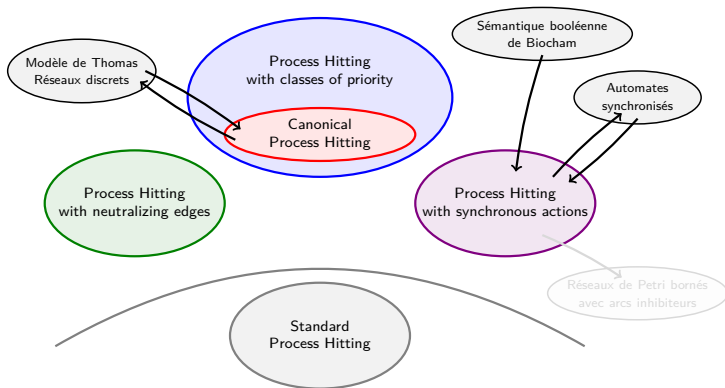 Sémantique booléenne
de Biocham
Modèle de Thomas
Réseaux discrets
Process Hitting
with classes of priority
Automates
synchronisés
Canonical
Process Hitting
Process Hitting
with neutralizing edges
Process Hitting
with synchronous actions
Réseaux de Petri bornés
avec arcs inhibiteurs
Standard
Process Hitting